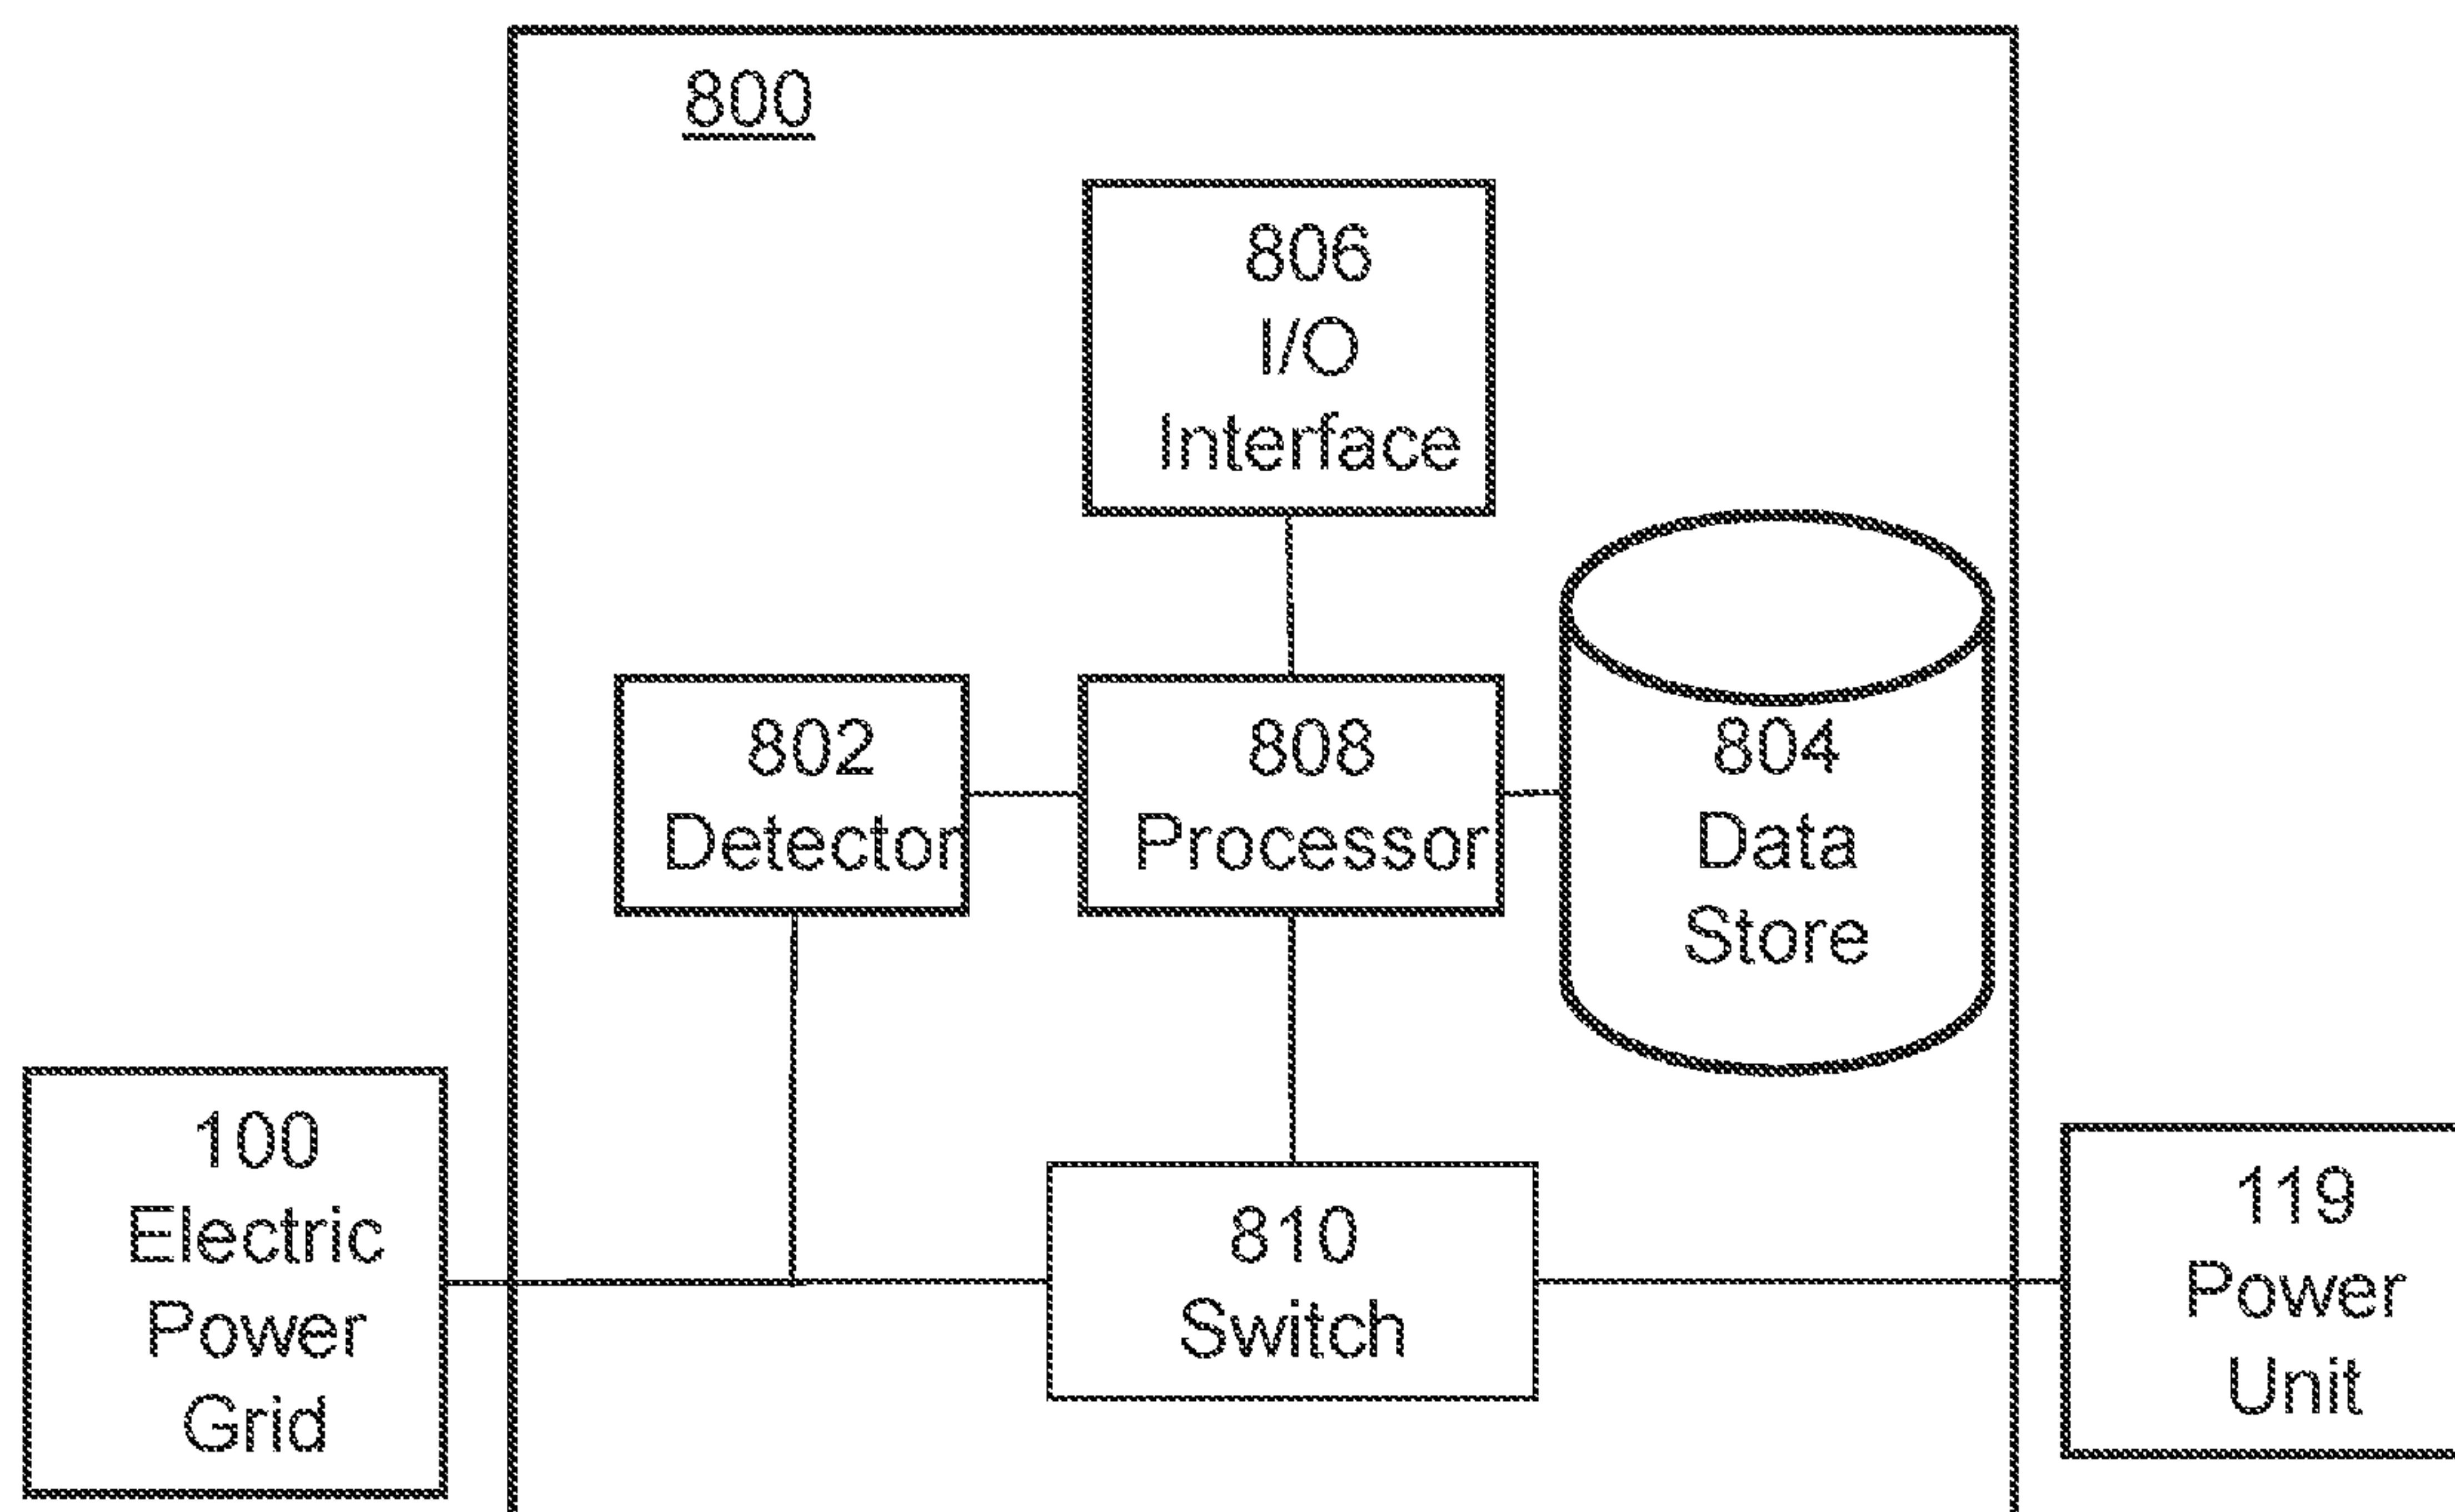 800
806
I/O
Interface
802
Detector
808
Processor
804
Data
Store
100
Electric
Power
Grid
810
Switch
119
Power
Unit